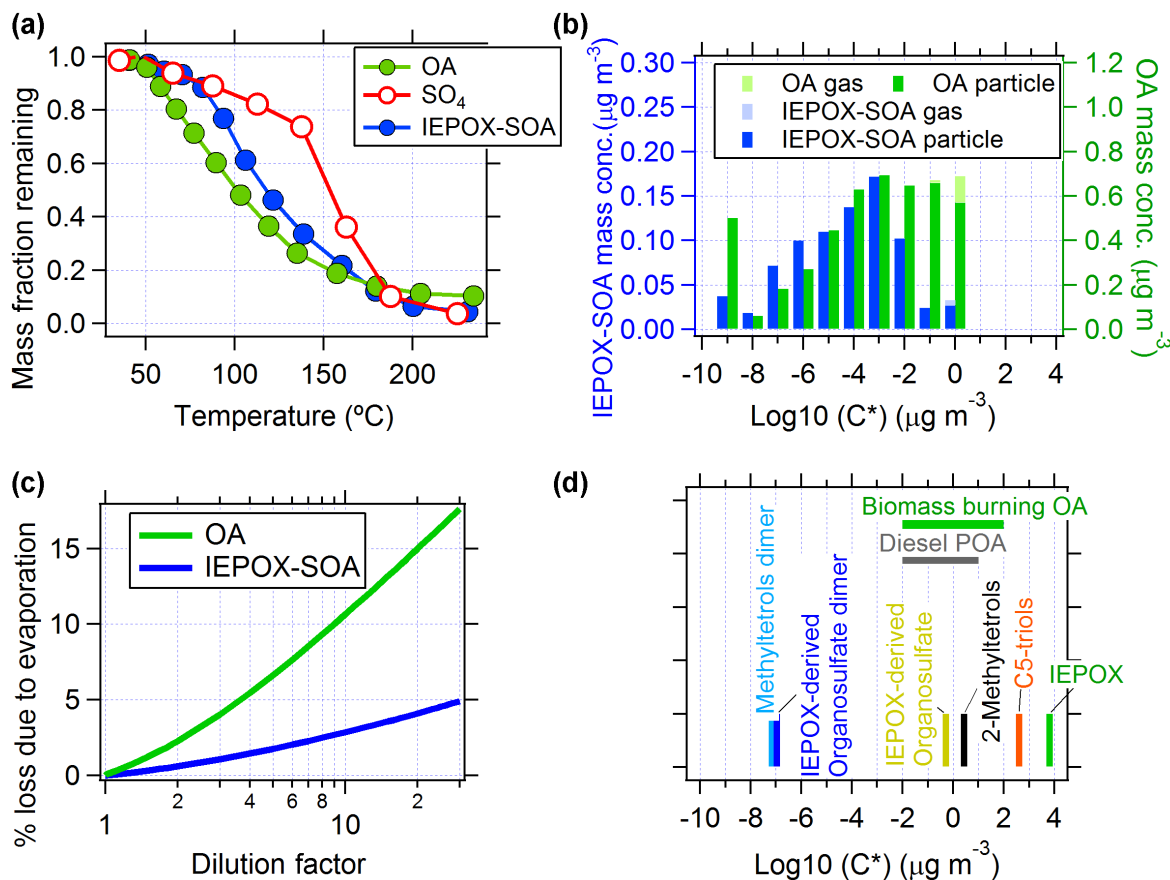 (a)
Mass fraction remaining
1.0
0.8
0.6
0.4
0.2
0.0
OA
SO4
IEPOX-SOA
50
100
150
200
Temperature (ºC)
(b)
IEPOX-SOA mass conc.(µg m-3)
0.30
0.25
0.20
0.15
0.10
0.05
0.00
OA gas
OA particle
IEPOX-SOA gas
IEPOX-SOA particle
1.2
1.0
0.8
0.6
0.4
0.2
0.0
OA mass conc. (µg m-3)
-10
-8
-6
-4
-2
0
2
4
Log10 (C*) (µg m-3)
(c)
% loss due to evaporation
15
10
5
0
OA
IEPOX-SOA
1
2
4
6
8
10
2
Dilution factor
(d)
Biomass burning OA
Diesel POA
Methyltetrols dimer
IEPOX-derived
Organosulfate dimer
IEPOX-derived
Organosulfate
2-Methyltetrols
C5-triols
IEPOX
-10
-8
-6
-4
-2
0
2
4
Log10 (C*) (µg m-3)